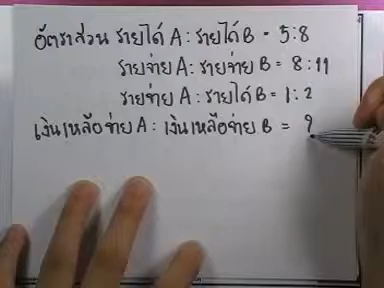 อัตราส่วน รายได้ A : รายได้ B = 5:8
รายจ่าย A : รายจ่าย B = 8:11
รายจ่าย A : รายได้ B = 1:2
เงินเหลือจ่าย A : เงินเหลือจ่าย B = ?